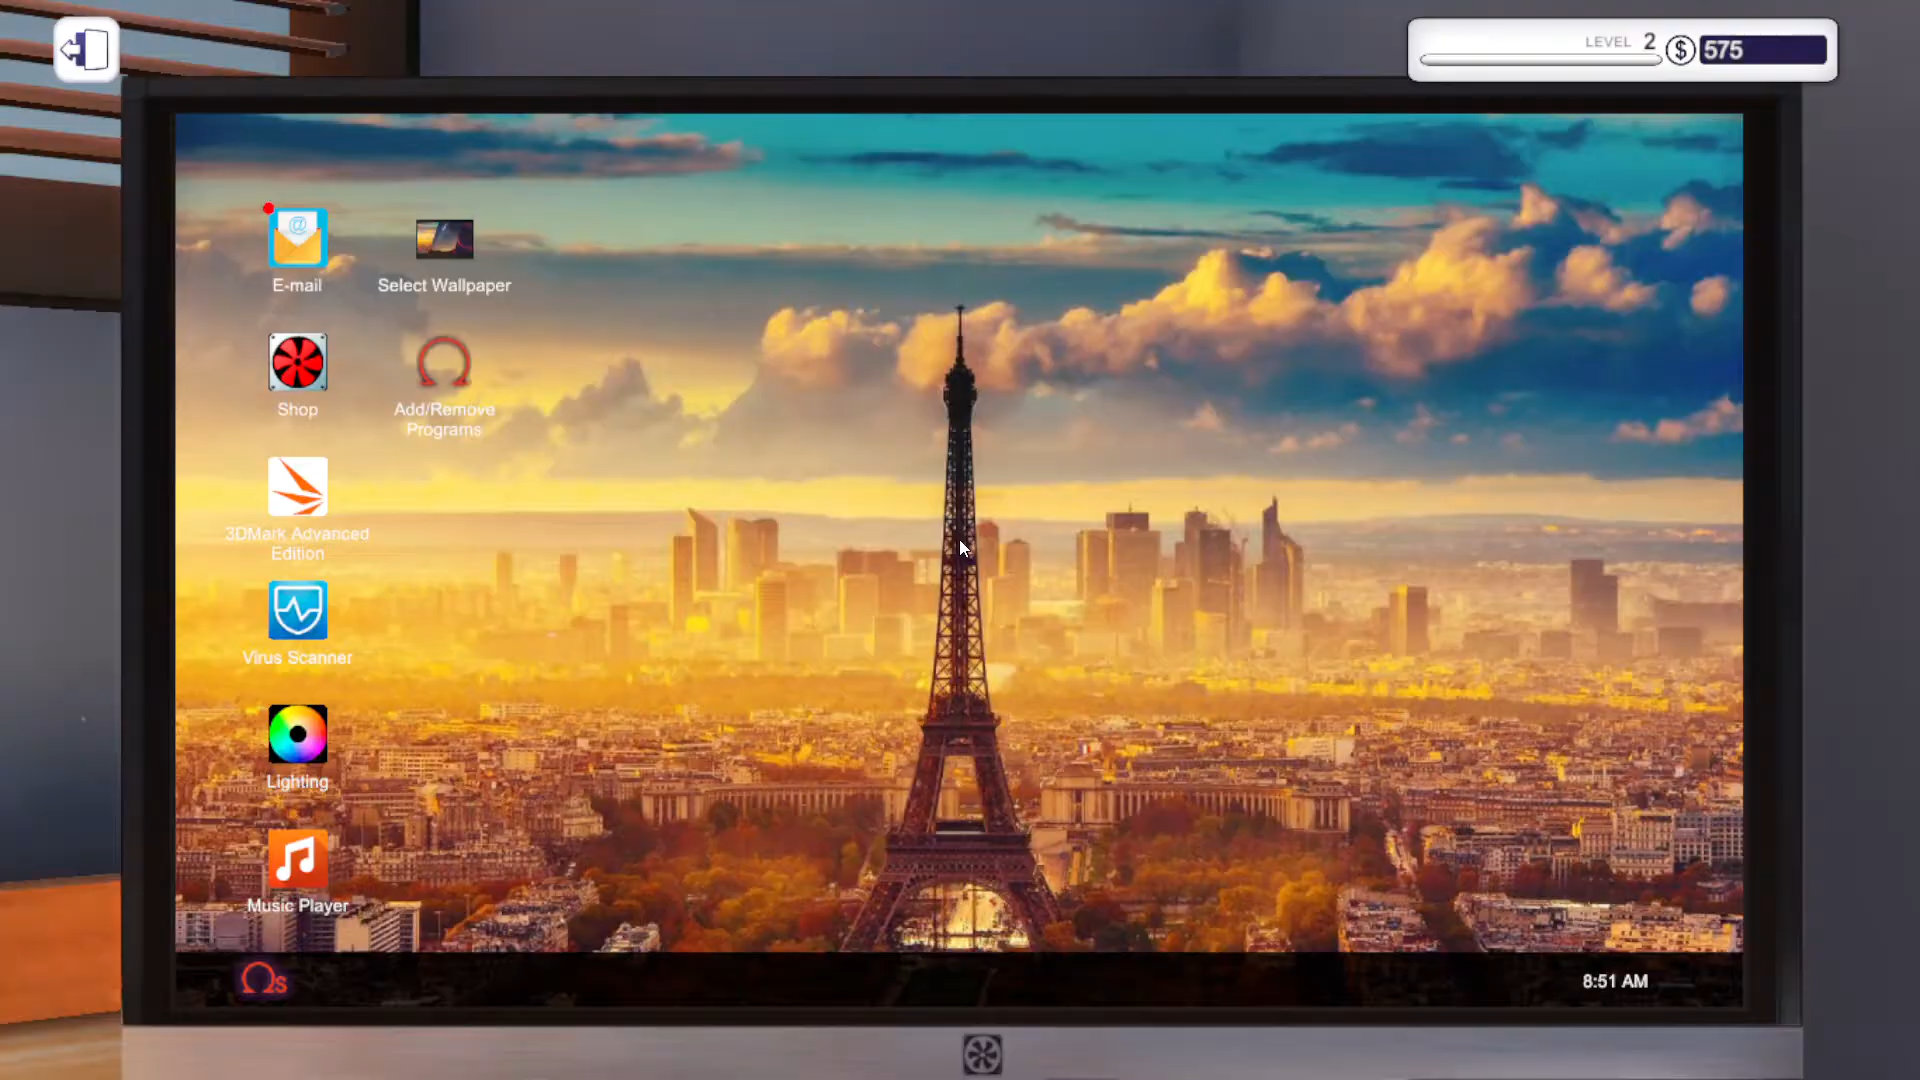 LEVEL 2
575
E-mail
Select Wallpaper
Shop
Add/Remove
Programs
3DMark Advanced
Edition
Virus Scanner
Lighting
Music Player
Ωs
8:51 AM